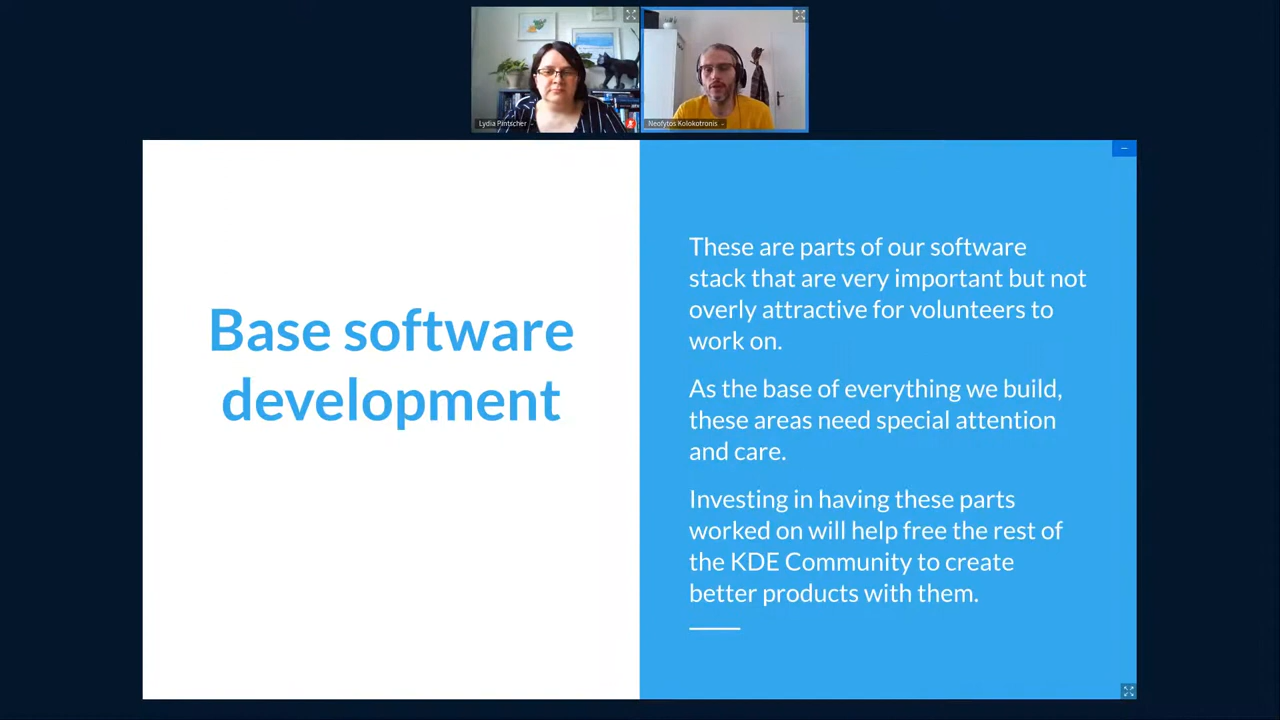 Lydia Pintscher
Neofytos Kolokotronis
Base software
development
These are parts of our software
stack that are very important but not
overly attractive for volunteers to
work on.
As the base of everything we build,
these areas need special attention
and care.
Investing in having these parts
worked on will help free the rest of
the KDE Community to create
better products with them.